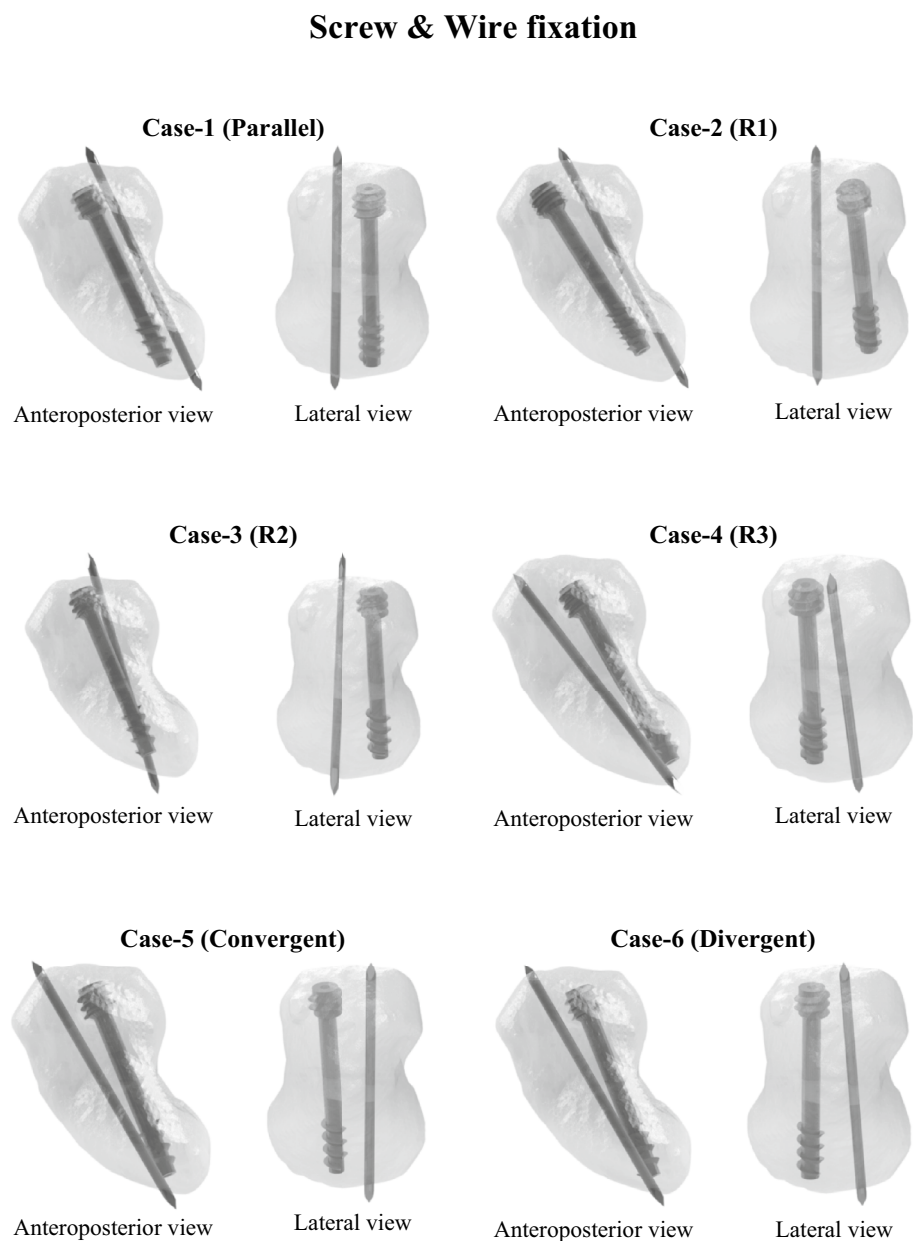 Screw & Wire fixation
Case-1 (Parallel)
Case-2 (R1)
Anteroposterior view
Lateral view
Anteroposterior view
Lateral view
Case-3 (R2)
Case-4 (R3)
Anteroposterior view
Lateral view
Anteroposterior view
Lateral view
Case-5 (Convergent)
Case-6 (Divergent)
Anteroposterior view
Lateral view
Anteroposterior view
Lateral view